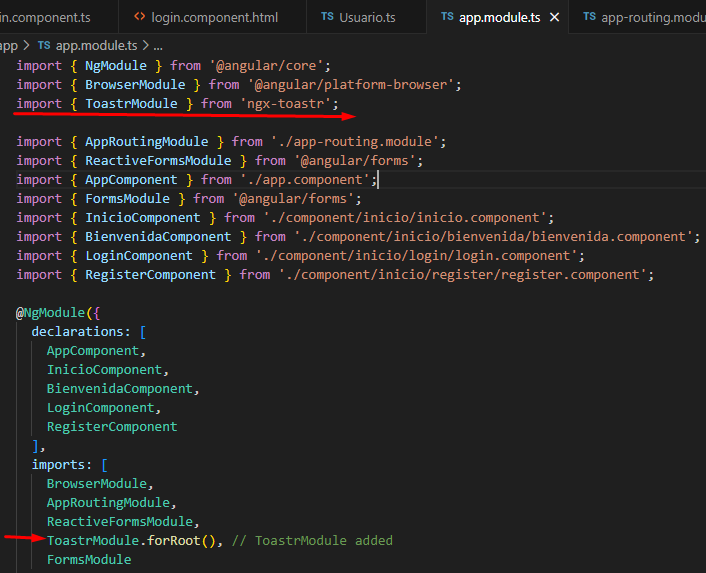 in.component.ts <> login.component.html TS Usuario.ts TS app.module.ts × TS app-routing.modu
app > TS app.module.ts > ...
import { NgModule } from '@angular/core';
import { BrowserModule } from '@angular/platform-browser';
import { ToastrModule } from 'ngx-toastr';
import { AppRoutingModule } from './app-routing.module';
import { ReactiveFormsModule } from '@angular/forms';
import { AppComponent } from './app.component';
import { FormsModule } from '@angular/forms';
import { InicioComponent } from './component/inicio/inicio.component';
import { BienvenidaComponent } from './component/inicio/bienvenida/bienvenida.component';
import { LoginComponent } from './component/inicio/login/login.component';
import { RegisterComponent } from './component/inicio/register/register.component';
@NgModule({
declarations: [
AppComponent,
InicioComponent,
BienvenidaComponent,
LoginComponent,
RegisterComponent
],
imports: [
BrowserModule,
AppRoutingModule,
ReactiveFormsModule,
ToastrModule.forRoot(), // ToastrModule added
FormsModule